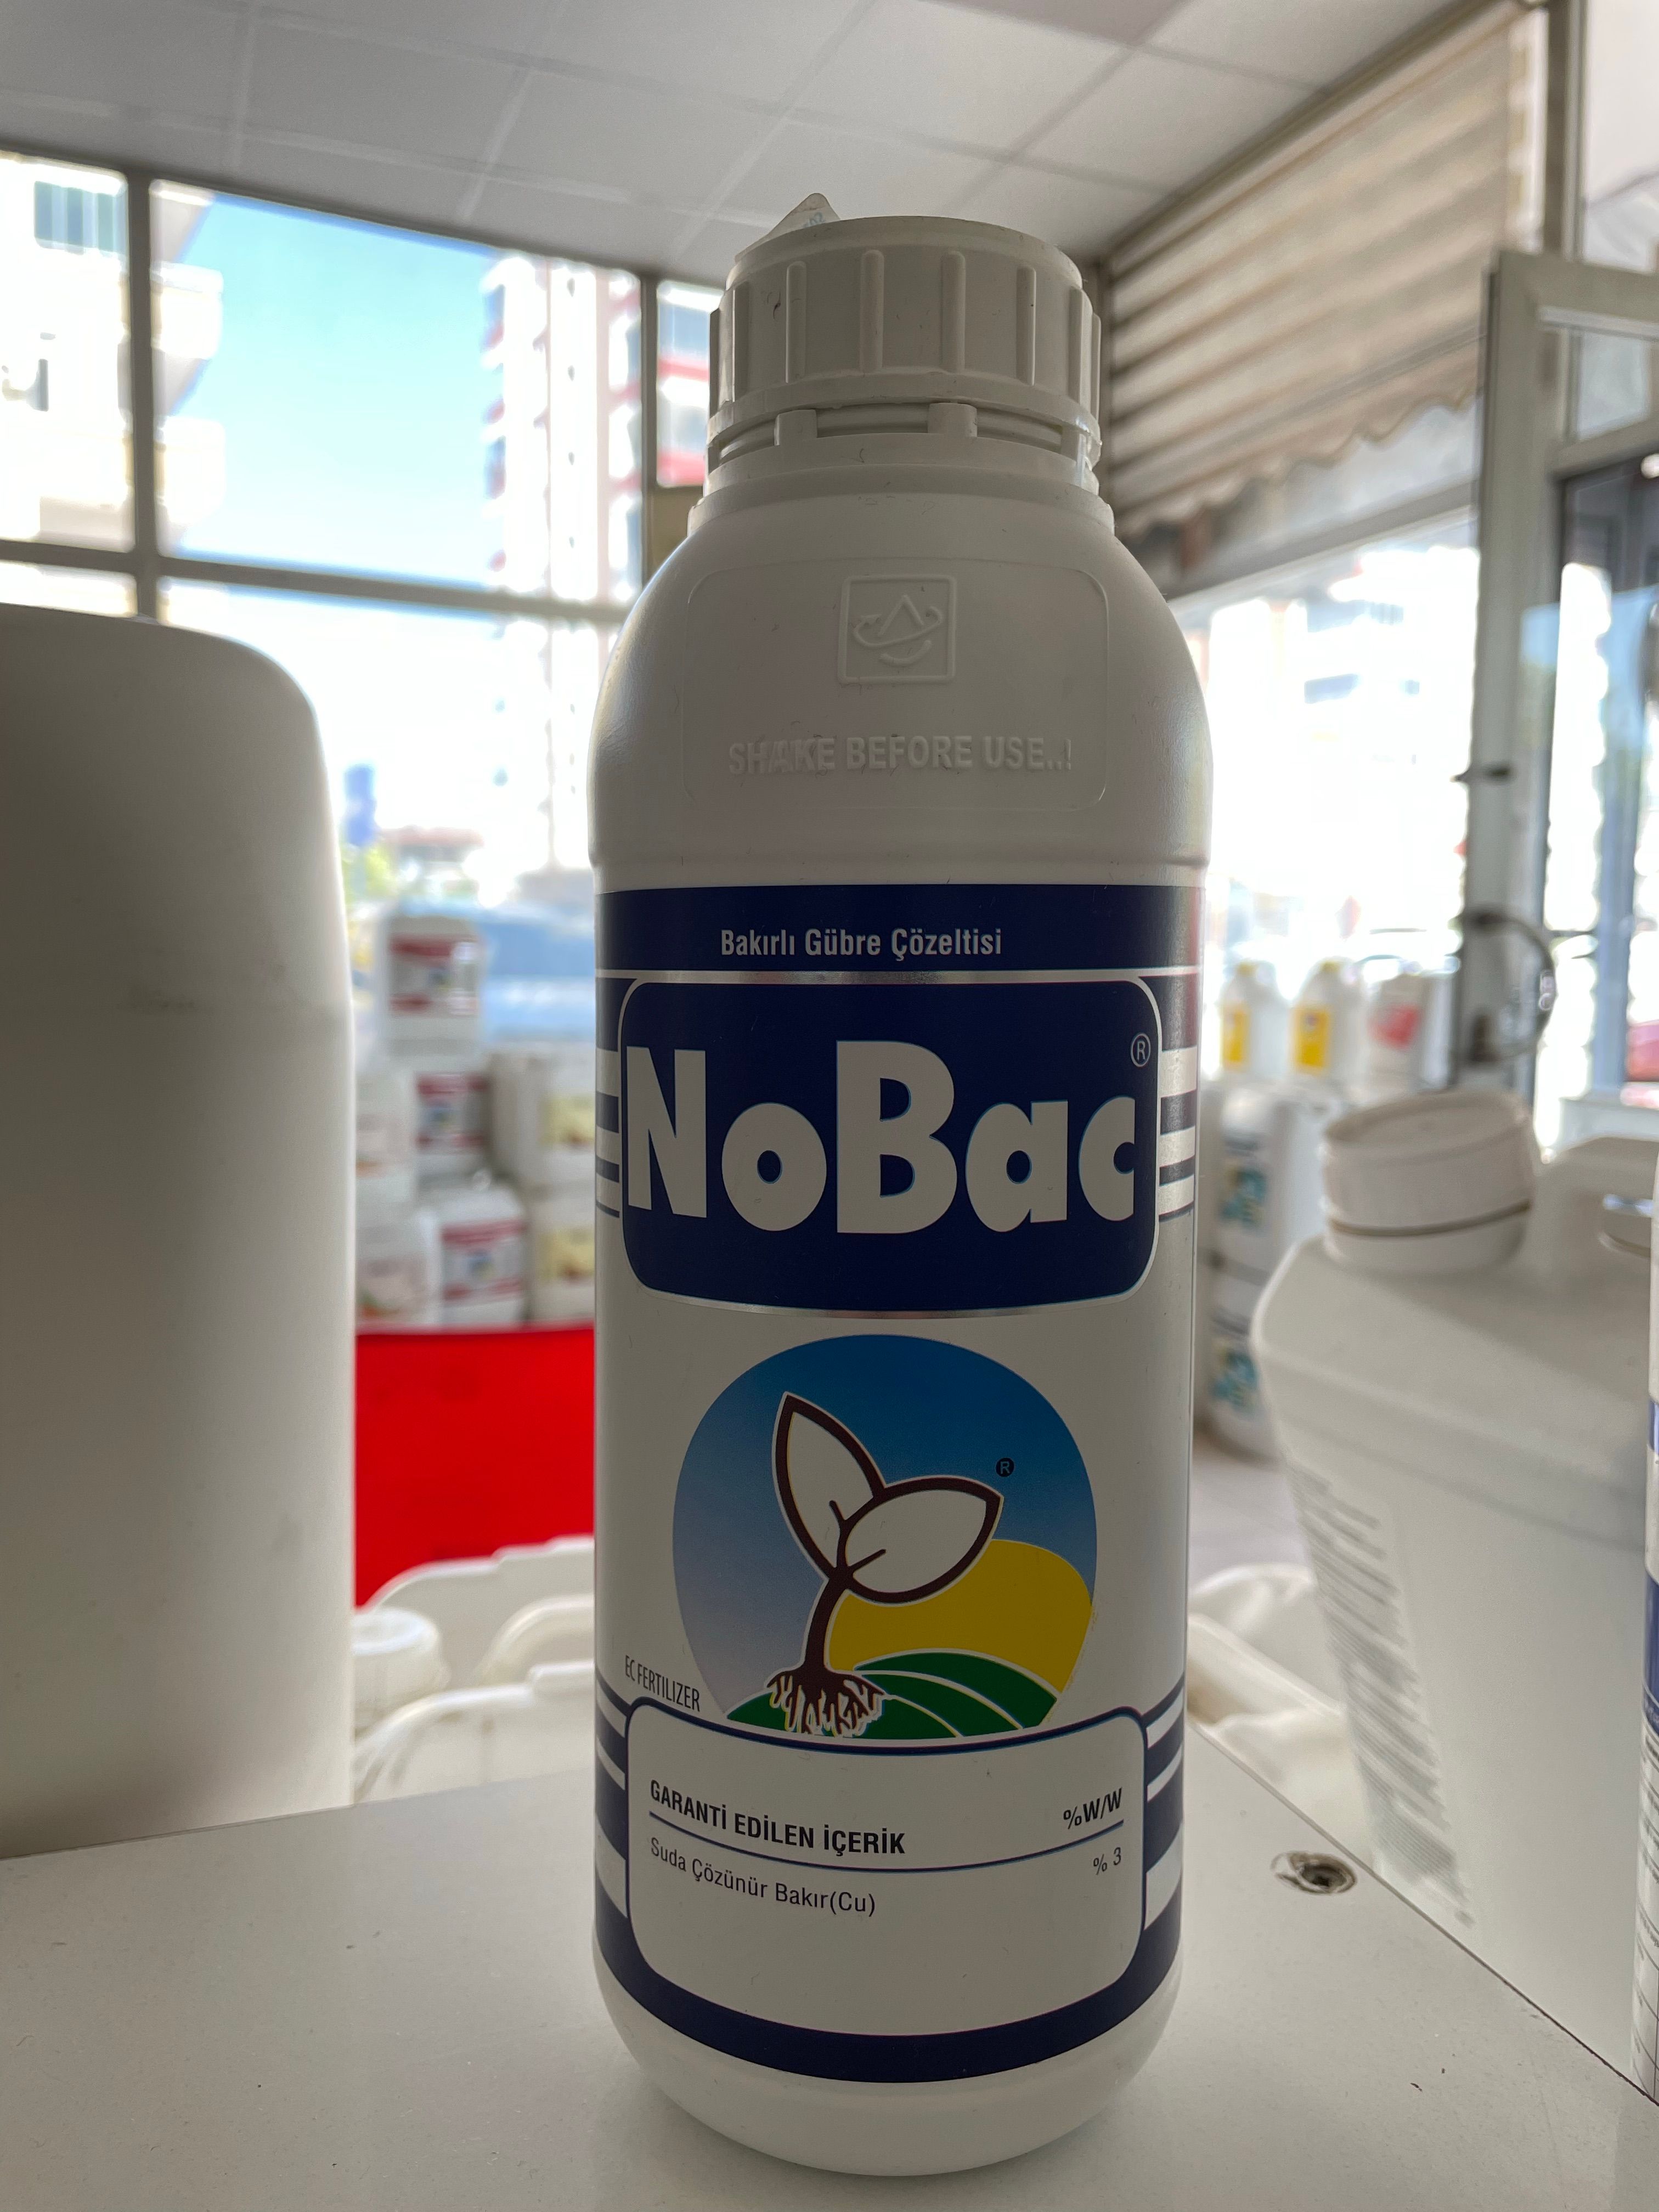 SHAKE BEFORE USE..!
Bakırlı Gübre Çözeltisi
NoBac®
®
EC FERTILIZER
GARANTİ EDİLEN İÇERİK %W/W
Suda Çözünür Bakır(Cu) % 3